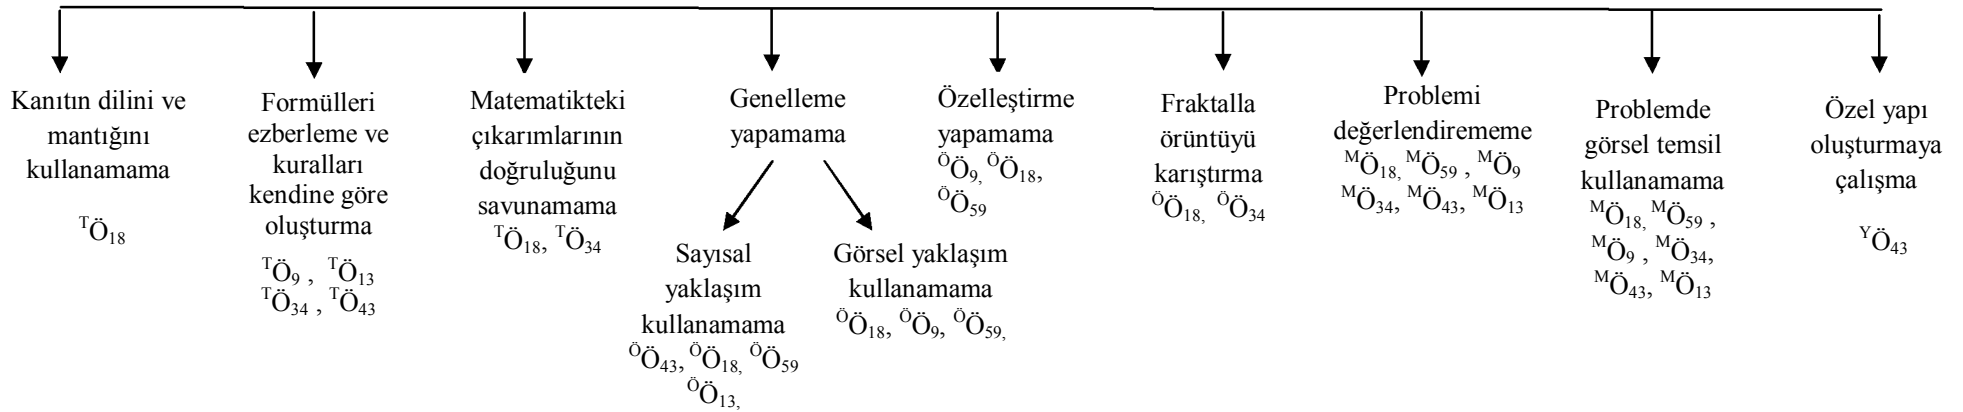 Kanıtın dilini ve
mantığını
kullanamama
ᵀÖ₁₈
Formülleri
ezberleme ve
kuralları
kendine göre
oluşturma
ᵀÖ₉ , ᵀÖ₁₃
ᵀÖ₃₄ , ᵀÖ₄₃
Matematikteki
çıkarımlarının
doğruluğunu
savunamama
ᵀÖ₁₈, ᵀÖ₃₄
Genelleme
yapamama
Sayısal
yaklaşım
kullanamama
ÖÖ₄₃, ÖÖ₁₈, ÖÖ₅₉
ÖÖ₁₃,
Görsel yaklaşım
kullanamama
ÖÖ₁₈, ÖÖ₉, ÖÖ₅₉,
Özelleştirme
yapamama
ÖÖ₉, ÖÖ₁₈,
ÖÖ₅₉
Fraktalla
örüntüyü
karıştırma
ÖÖ₁₈, ÖÖ₃₄
Problemi
değerlendirememe
ᴹÖ₁₈, ᴹÖ₅₉ , ᴹÖ₉
ᴹÖ₃₄, ᴹÖ₄₃, ᴹÖ₁₃
Problemde
görsel temsil
kullanamama
ᴹÖ₁₈, ᴹÖ₅₉ ,
ᴹÖ₉ , ᴹÖ₃₄,
ᴹÖ₄₃, ᴹÖ₁₃
Özel yapı
oluşturmaya
çalışma
ʸÖ₄₃